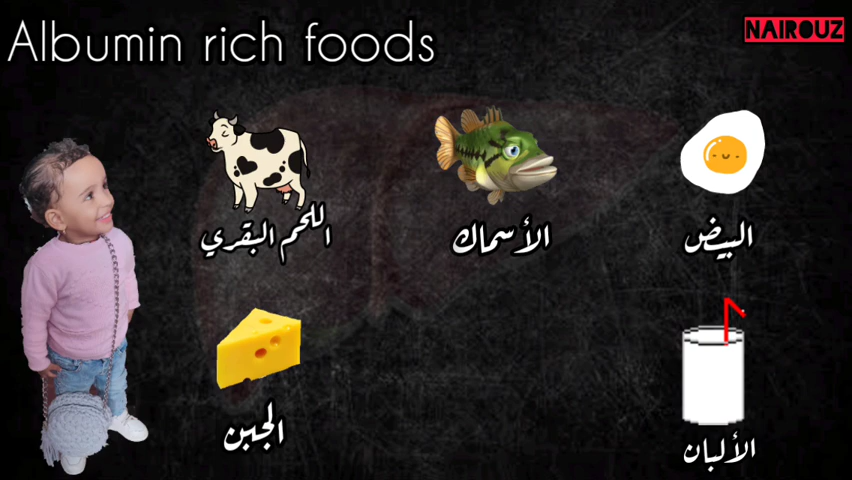 Albumin rich foods
NAIROUZ
البيض
الأسماك
اللحم البقري
الألبان
الجبن